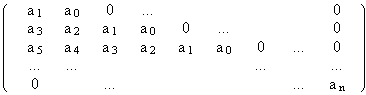 a₁ a₀ 0 ... 0
a₃ a₂ a₁ a₀ 0 ... 0
a₅ a₄ a₃ a₂ a₁ a₀ 0 ... 0
... ... ... ...
0 ... ... aₙ